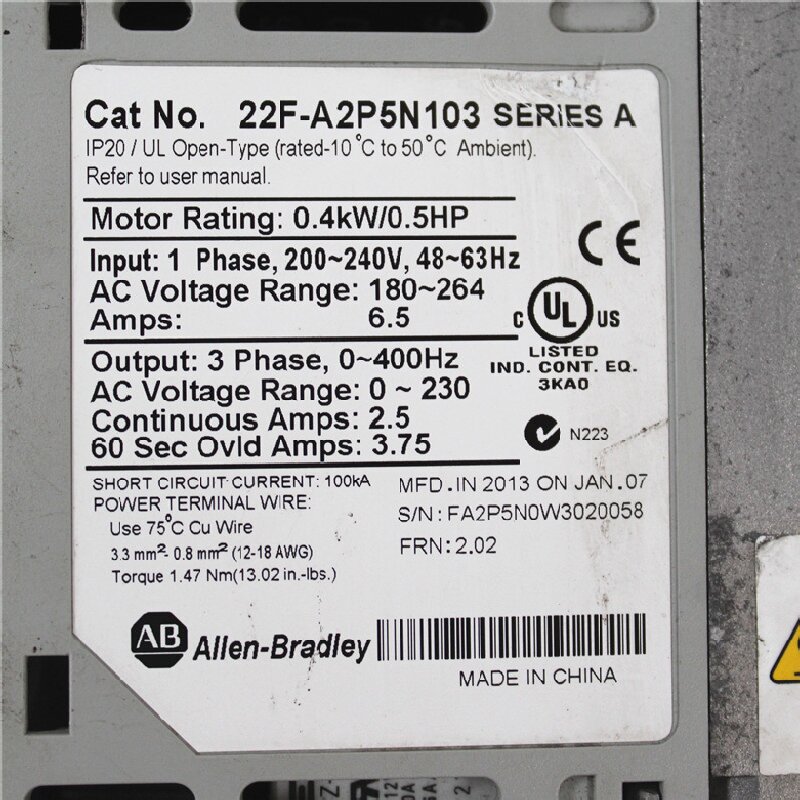 Cat No. 22F-A2P5N103 SERIES A
IP20 / UL Open-Type (rated-10°C to 50°C Ambient).
Refer to user manual.
Motor Rating: 0.4kW/0.5HP
Input: 1 Phase, 200~240V, 48~63Hz
AC Voltage Range: 180~264
Amps: 6.5
CE
C UL US
LISTED
IND. CONT. EQ.
3KA0
Output: 3 Phase, 0~400Hz
AC Voltage Range: 0 ~ 230
Continuous Amps: 2.5
60 Sec Ovld Amps: 3.75
N223
SHORT CIRCUIT CURRENT: 100kA
POWER TERMINAL WIRE:
Use 75°C Cu Wire
3.3 mm²- 0.8 mm² (12-18 AWG)
Torque 1.47 Nm(13.02 in.-lbs.)
MFD.IN 2013 ON JAN.07
S/N: FA2P5N0W3020058
FRN: 2.02
AB Allen-Bradley
MADE IN CHINA